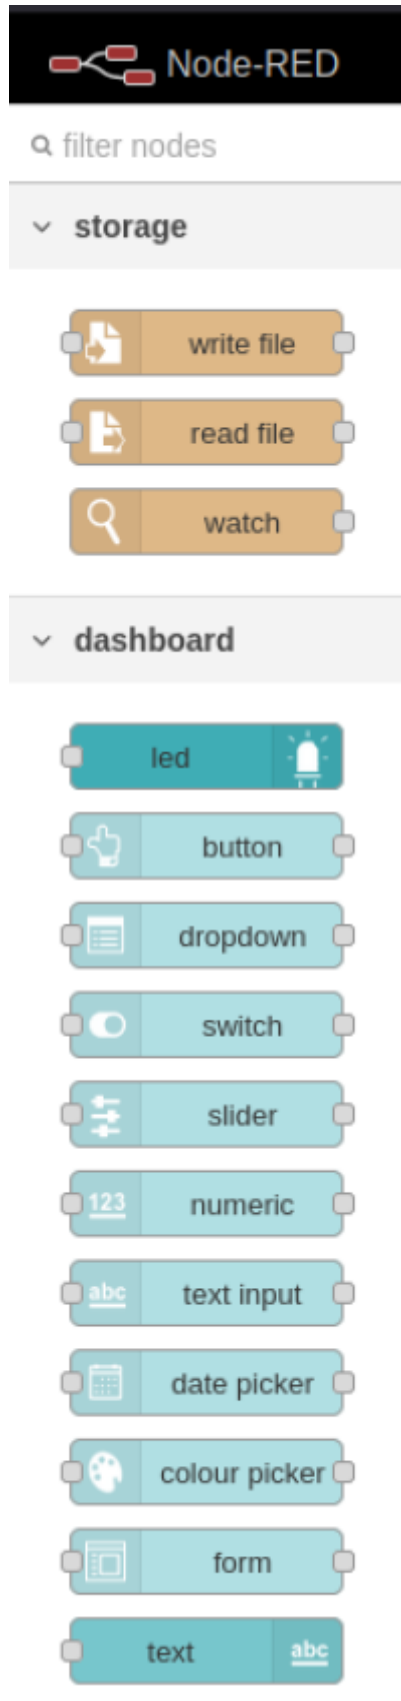 Node-RED
filter nodes
storage
write file
read file
watch
dashboard
led
button
dropdown
switch
slider
123 numeric
abc text input
date picker
colour picker
form
text abc